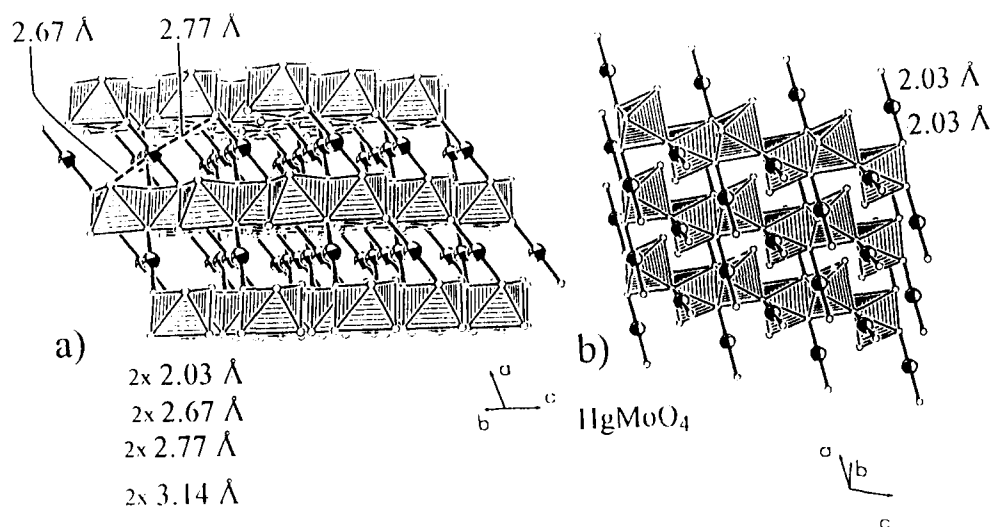 2.67 Å 2.77 Å
2.03 Å
2.03 Å
a)
b)
2x 2.03 Å
2x 2.67 Å
2x 2.77 Å
2x 3.14 Å
a
b c
HgMoO4
a b
c